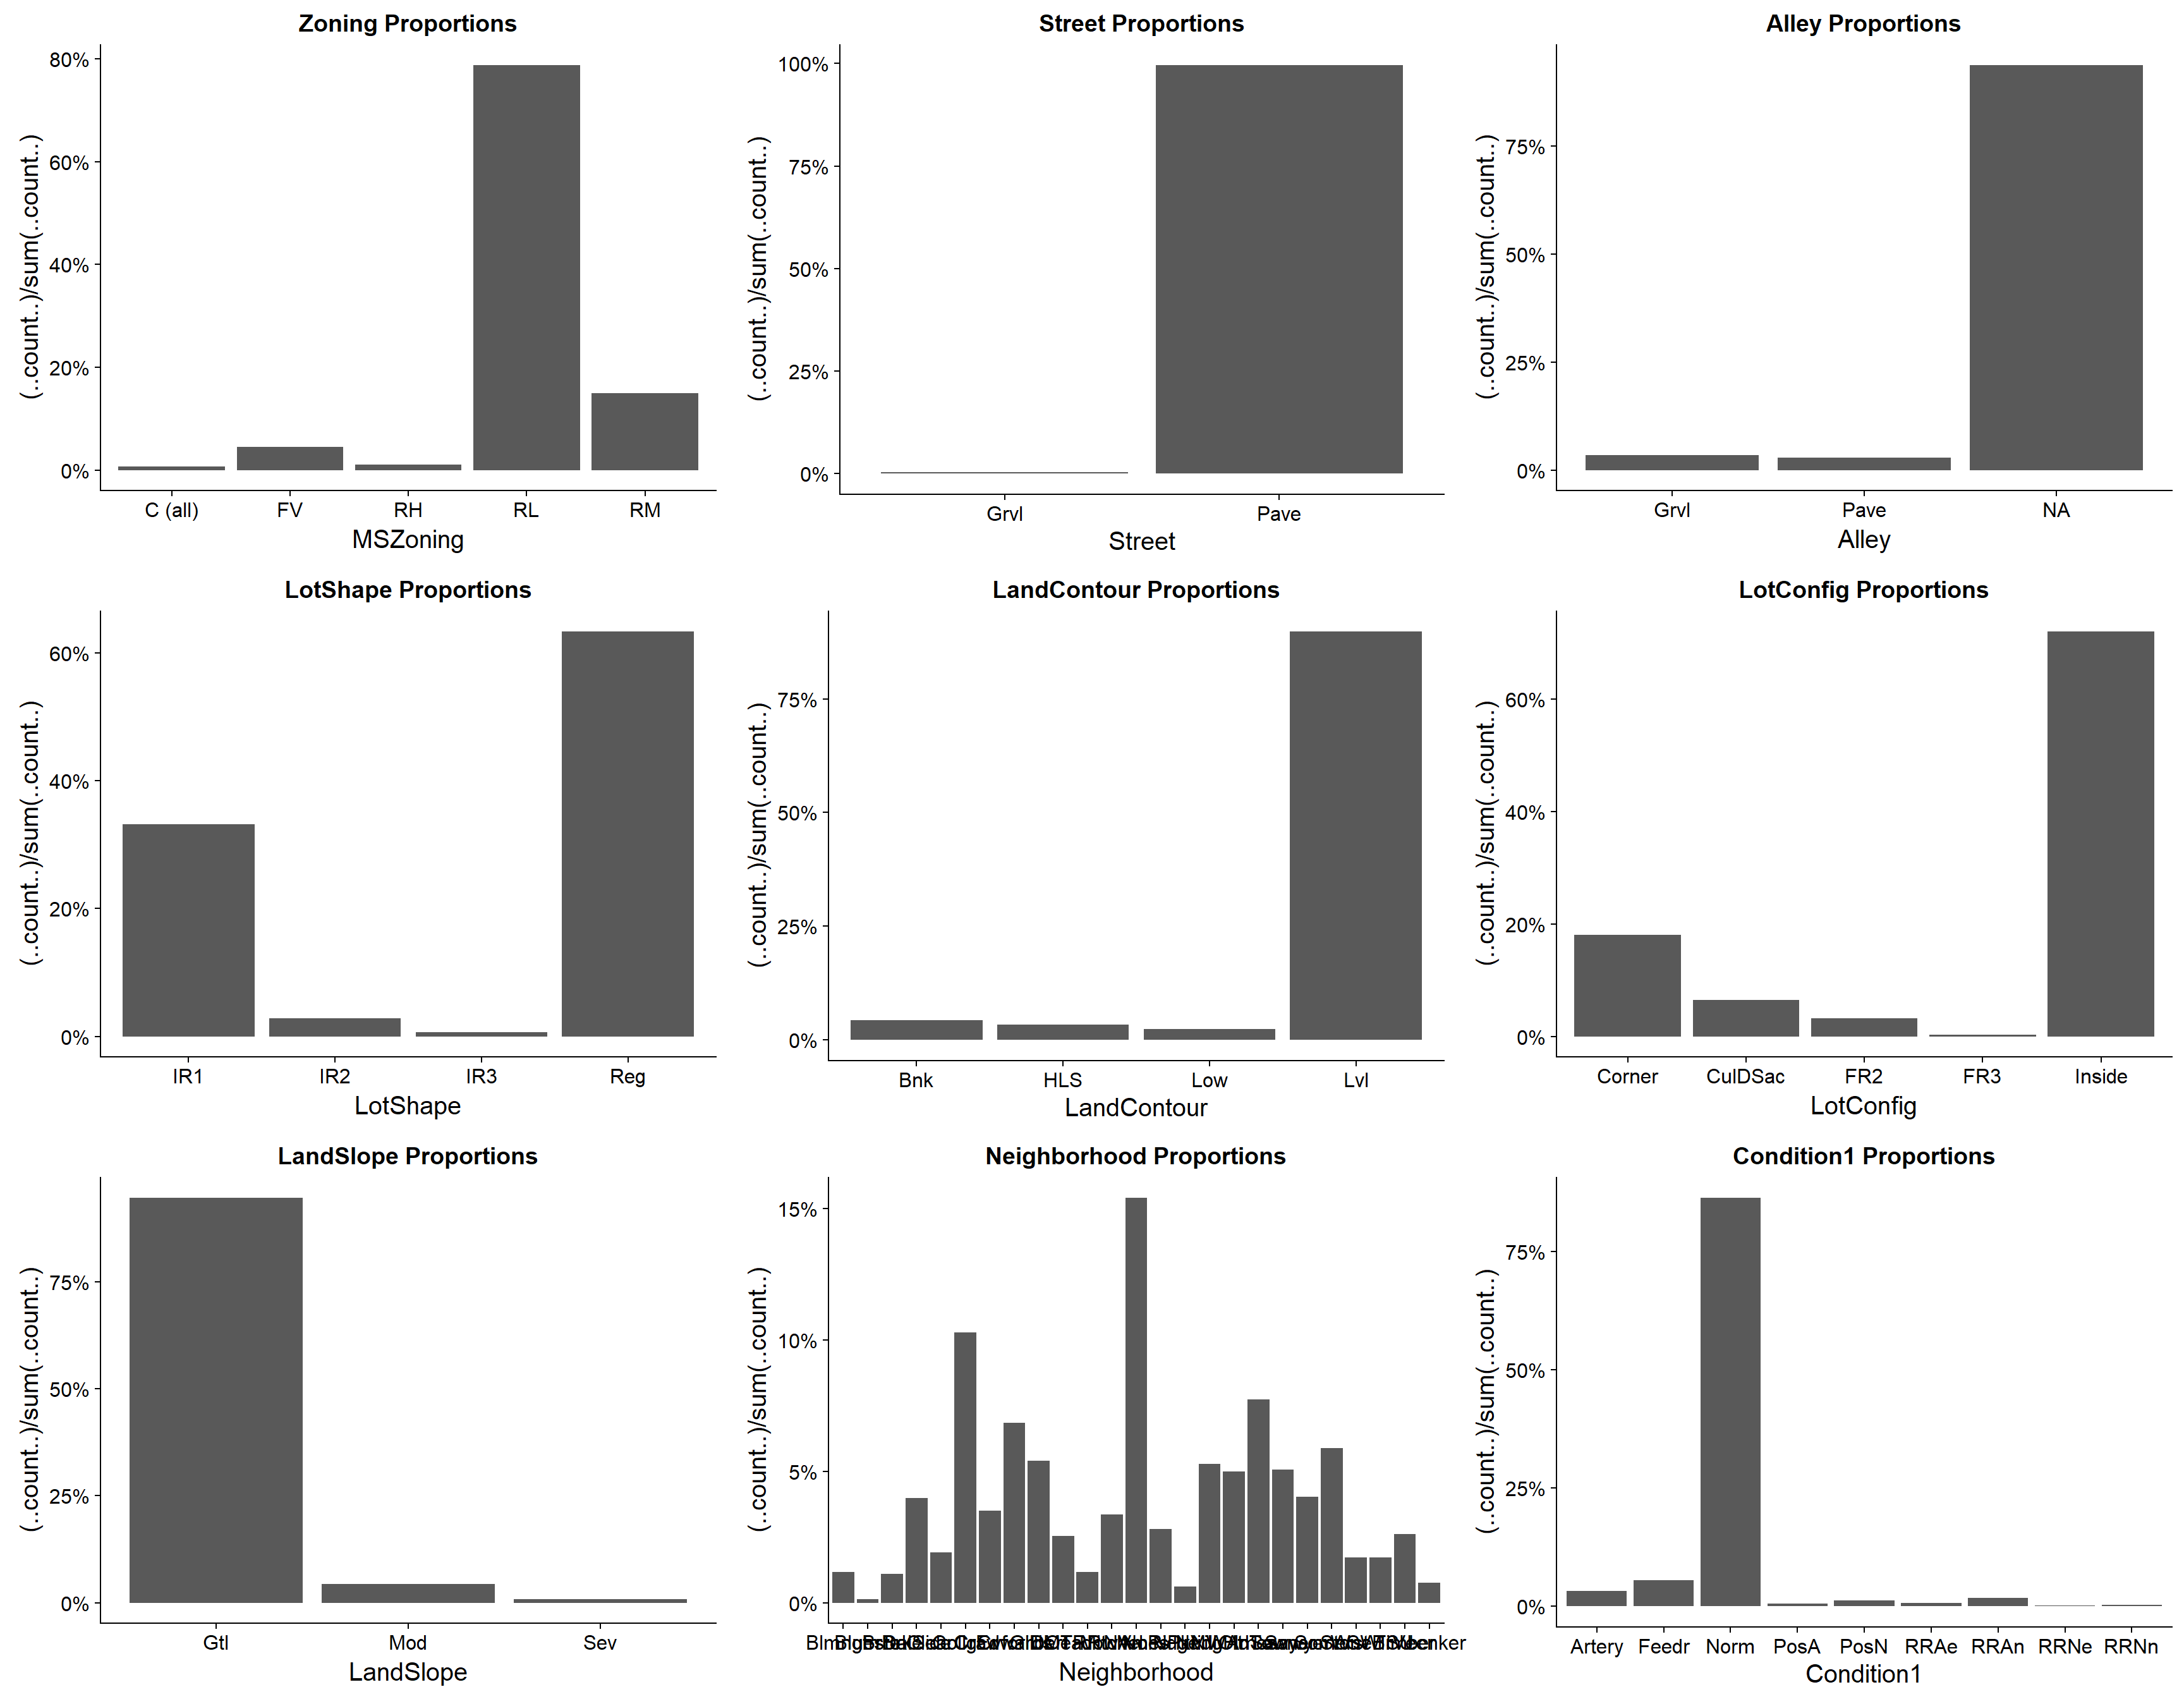 Zoning Proportions
(..count..)/sum(..count..)
80%
60%
40%
20%
0%
C (all) FV RH RL RM
MSZoning
Street Proportions
(..count..)/sum(..count..)
100%
75%
50%
25%
0%
Grvl Pave
Street
Alley Proportions
(..count..)/sum(..count..)
75%
50%
25%
0%
Grvl Pave NA
Alley
LotShape Proportions
(..count..)/sum(..count..)
60%
40%
20%
0%
IR1 IR2 IR3 Reg
LotShape
LandContour Proportions
(..count..)/sum(..count..)
75%
50%
25%
0%
Bnk HLS Low Lvl
LandContour
LotConfig Proportions
(..count..)/sum(..count..)
60%
40%
20%
0%
Corner CulDSac FR2 FR3 Inside
LotConfig
LandSlope Proportions
(..count..)/sum(..count..)
75%
50%
25%
0%
Gtl Mod Sev
LandSlope
Neighborhood Proportions
(..count..)/sum(..count..)
15%
10%
5%
0%
Neighborhood
Condition1 Proportions
(..count..)/sum(..count..)
75%
50%
25%
0%
Artery Feedr Norm PosA PosN RRAe RRAn RRNe RRNn
Condition1